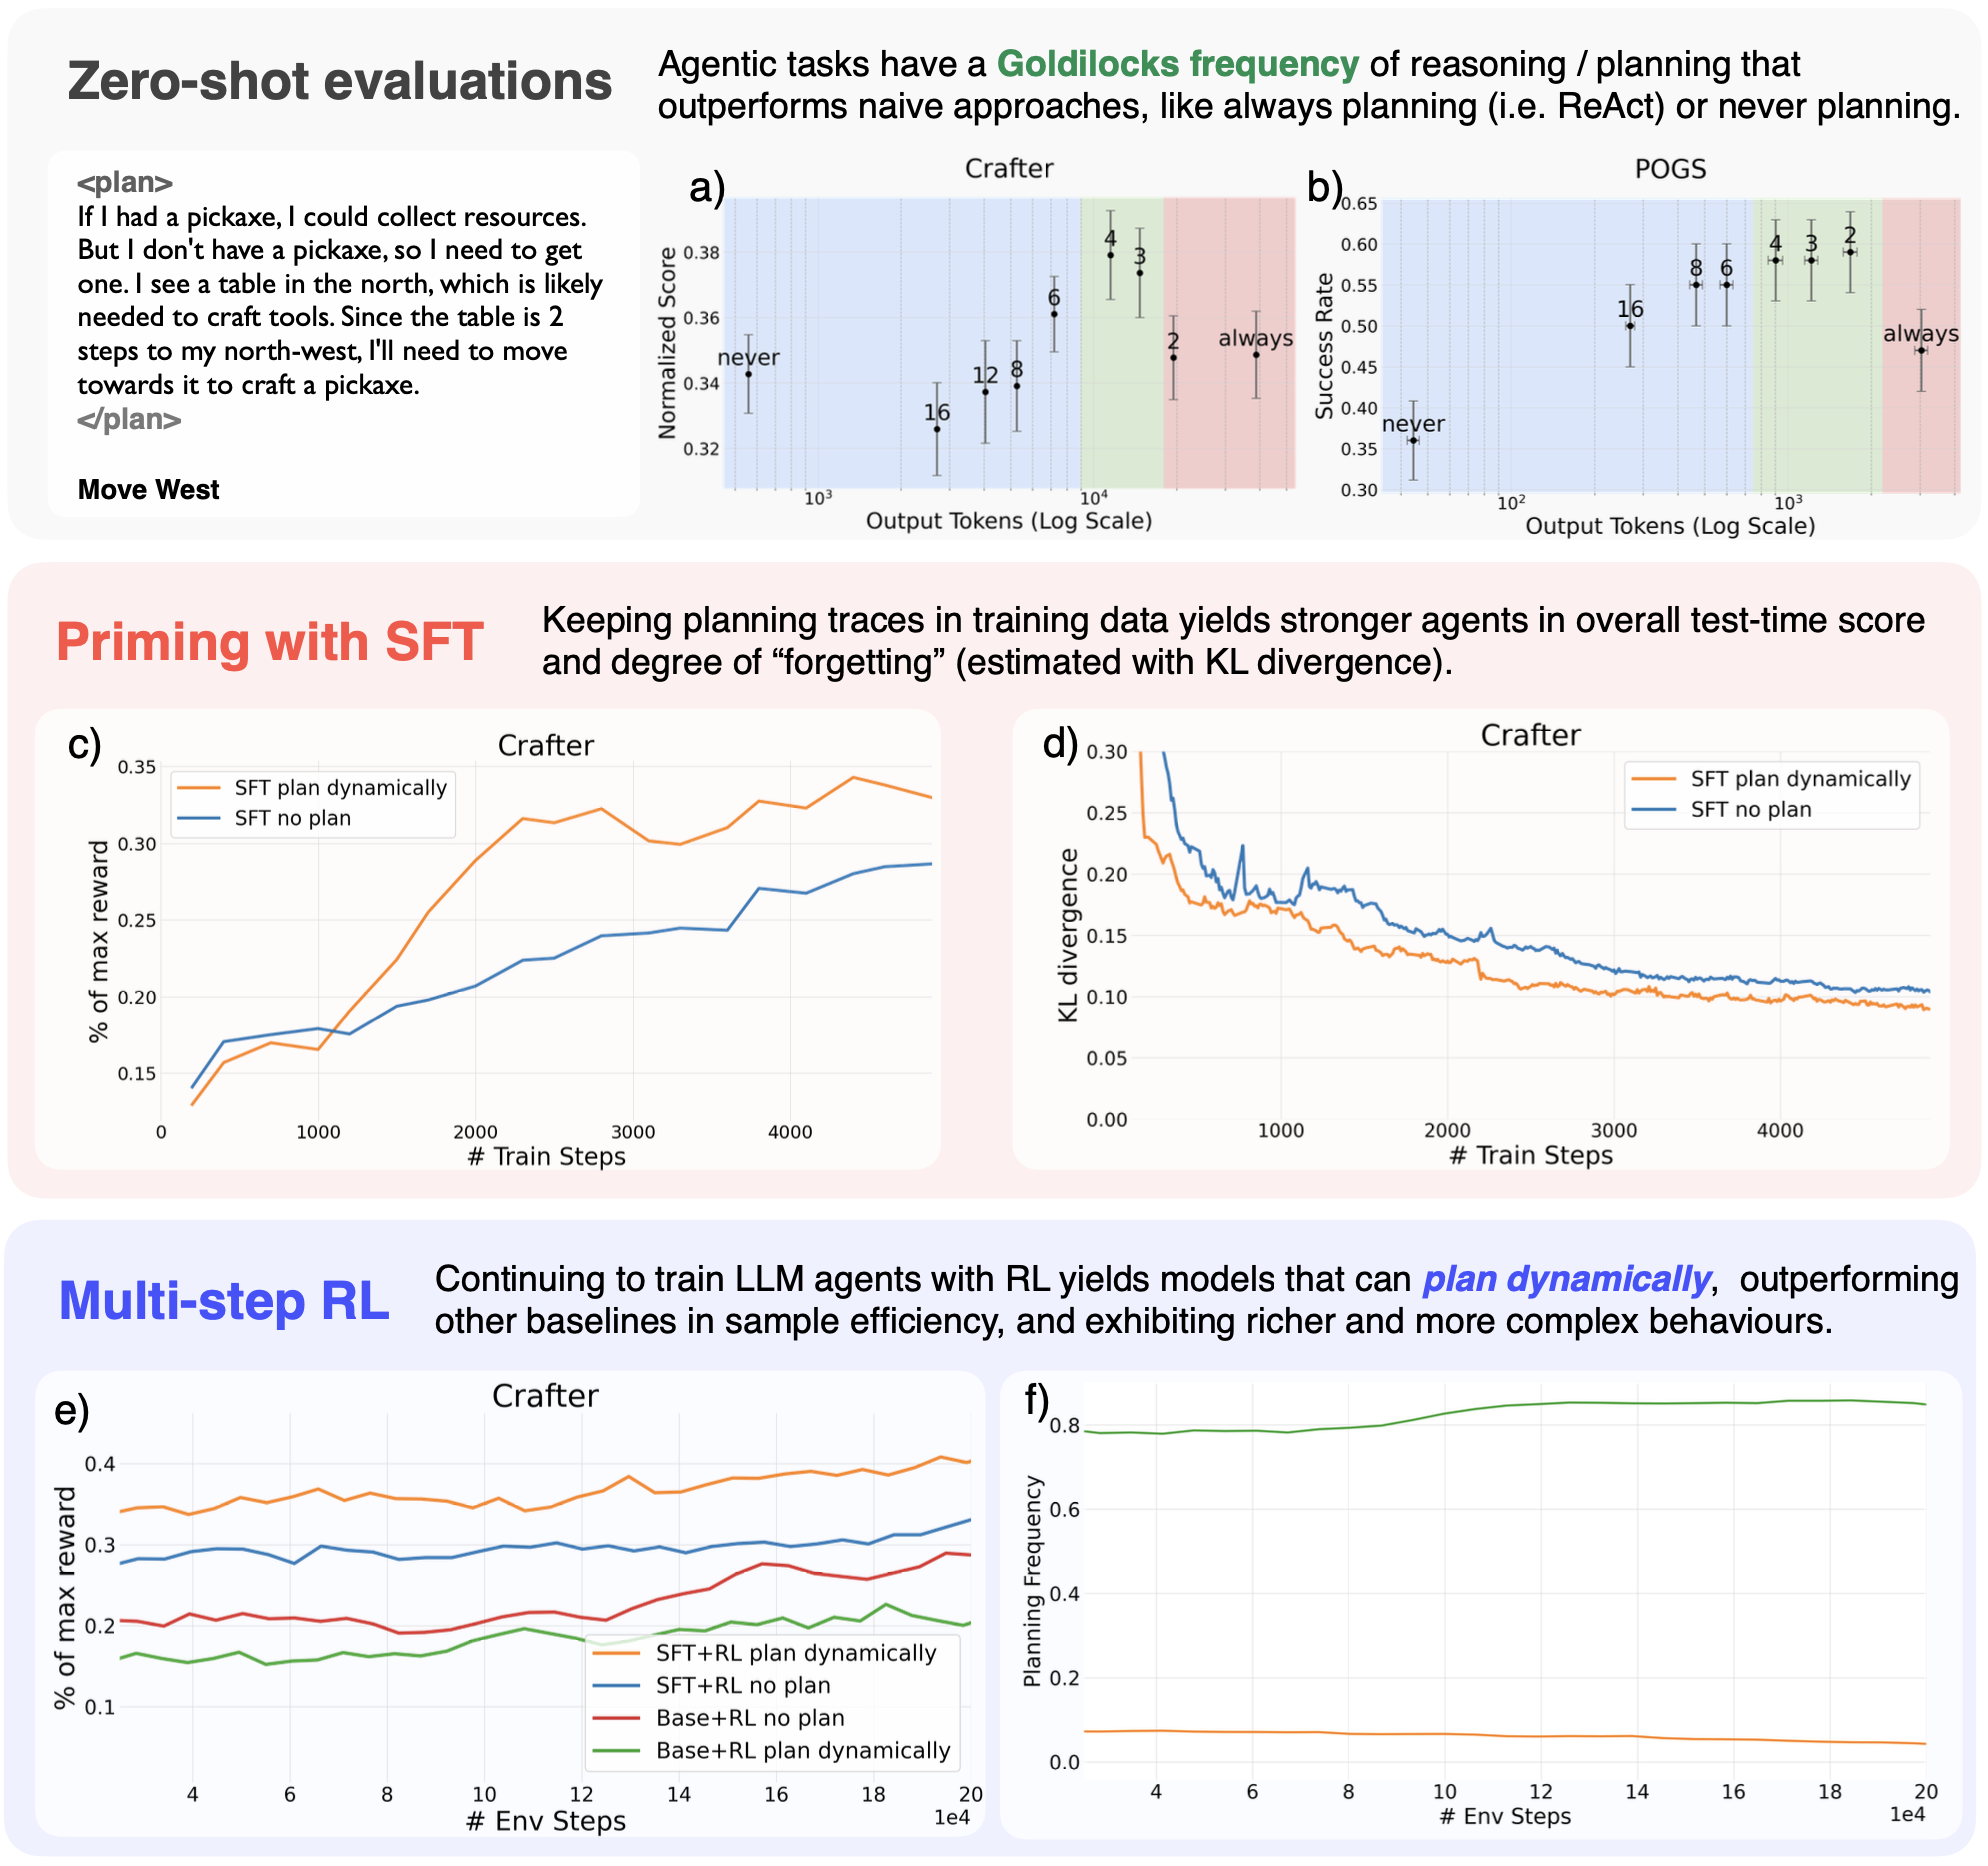 Zero-shot evaluations
Agentic tasks have a Goldilocks frequency of reasoning / planning that
outperforms naive approaches, like always planning (i.e. ReAct) or never planning.
<plan>
If I had a pickaxe, I could collect resources.
But I don't have a pickaxe, so I need to get
one. I see a table in the north, which is likely
needed to craft tools. Since the table is 2
steps to my north-west, I'll need to move
towards it to craft a pickaxe.
</plan>
Move West
a)
Crafter
Normalized Score
0.38
0.36
0.34
0.32
never
16
12
8
6
4
3
2
always
10³
10⁴
Output Tokens (Log Scale)
b)
POGS
Success Rate
0.65
0.60
0.55
0.50
0.45
0.40
0.35
0.30
never
16
8
6
4
3
2
always
10²
10³
Output Tokens (Log Scale)
Priming with SFT
Keeping planning traces in training data yields stronger agents in overall test-time score
and degree of “forgetting” (estimated with KL divergence).
c)
Crafter
% of max reward
0.35
0.30
0.25
0.20
0.15
SFT plan dynamically
SFT no plan
0
1000
2000
3000
4000
# Train Steps
d)
Crafter
KL divergence
0.30
0.25
0.20
0.15
0.10
0.05
0.00
SFT plan dynamically
SFT no plan
1000
2000
3000
4000
# Train Steps
Multi-step RL
Continuing to train LLM agents with RL yields models that can plan dynamically, outperforming
other baselines in sample efficiency, and exhibiting richer and more complex behaviours.
e)
Crafter
% of max reward
0.4
0.3
0.2
0.1
SFT+RL plan dynamically
SFT+RL no plan
Base+RL no plan
Base+RL plan dynamically
4
6
8
10
12
14
16
18
20
1e4
# Env Steps
f)
Planning Frequency
0.8
0.6
0.4
0.2
0.0
4
6
8
10
12
14
16
18
20
1e4
# Env Steps